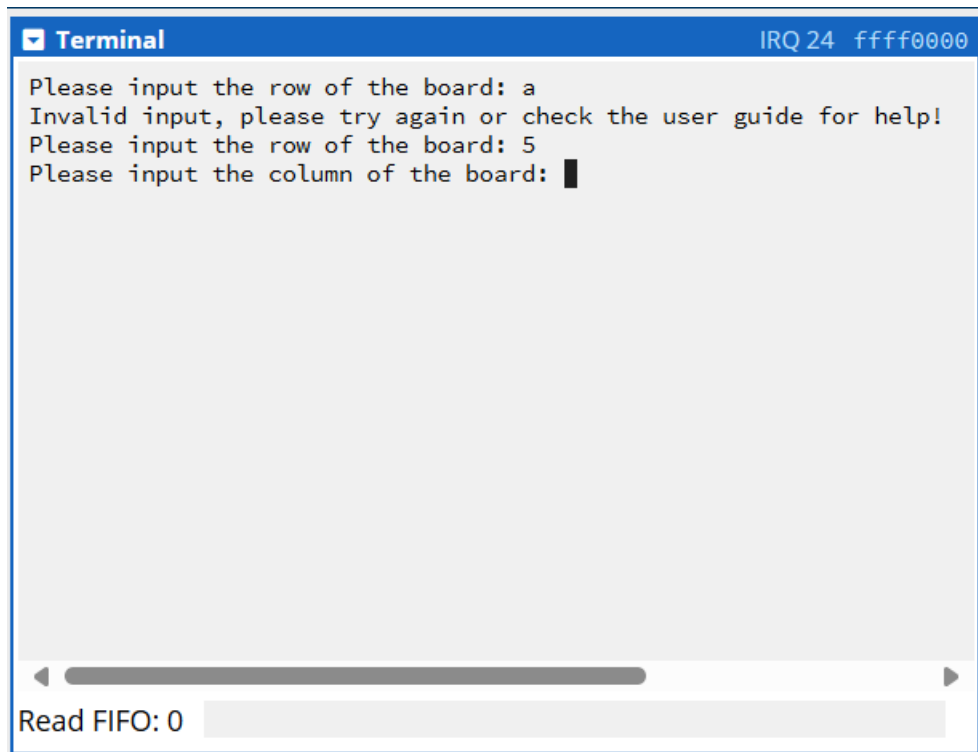 Terminal IRQ 24 ffff0000
Please input the row of the board: a
Invalid input, please try again or check the user guide for help!
Please input the row of the board: 5
Please input the column of the board:
Read FIFO: 0